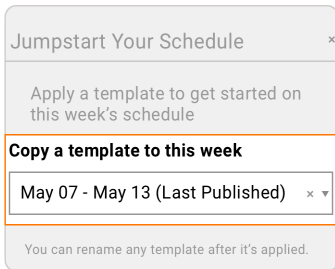 Jumpstart Your Schedule ×
Apply a template to get started on
this week's schedule
Copy a template to this week
May 07 - May 13 (Last Published) × ▼
You can rename any template after it's applied.